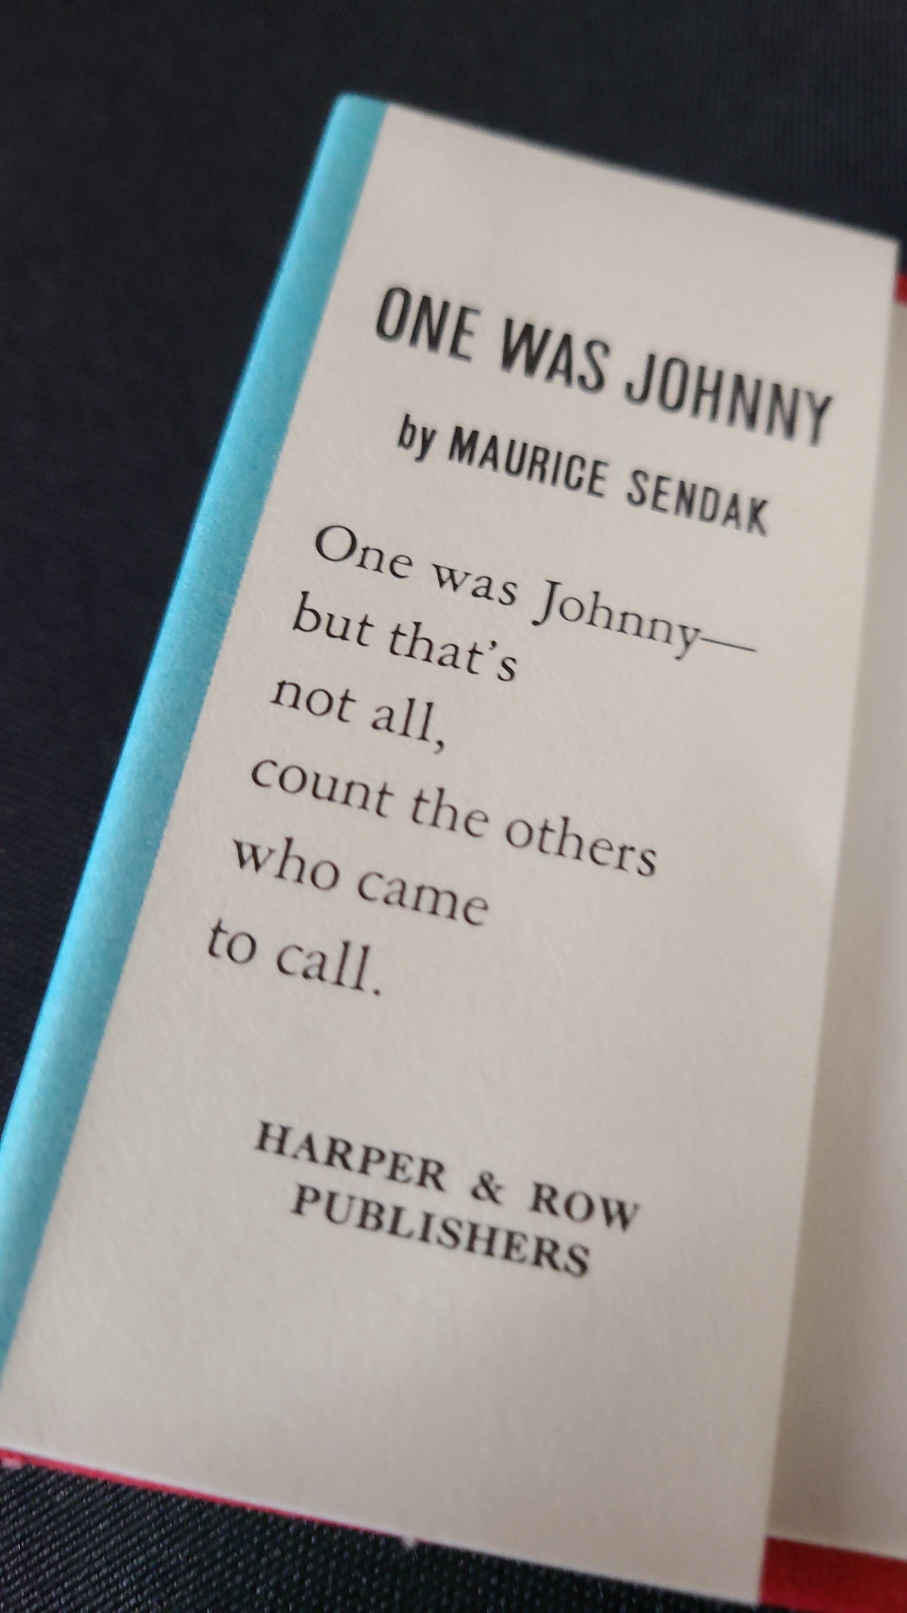 ONE WAS JOHNNY
by MAURICE SENDAK
One was Johnny—
but that's
not all,
count the others
who came
to call.
HARPER & ROW
PUBLISHERS